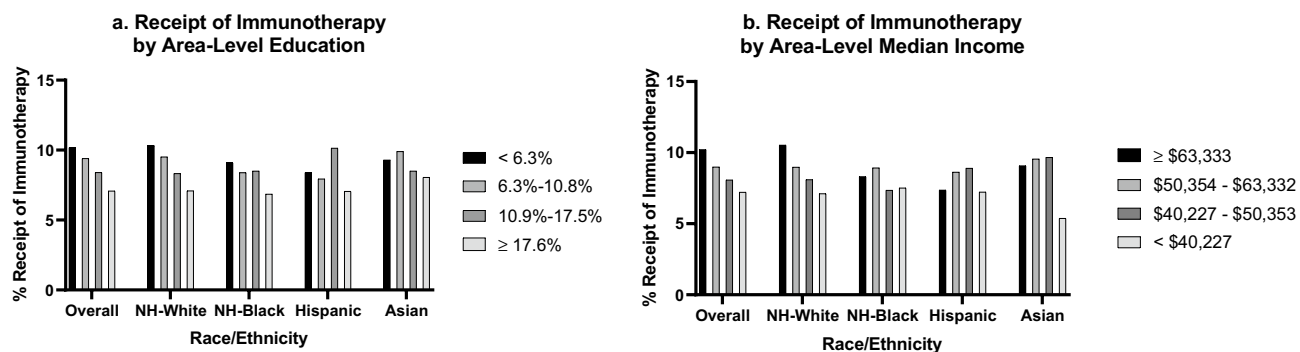 a. Receipt of Immunotherapy
by Area-Level Education
% Receipt of Immunotherapy
15
10
5
0
Overall NH-White NH-Black Hispanic Asian
Race/Ethnicity
< 6.3%
6.3%-10.8%
10.9%-17.5%
≥ 17.6%
b. Receipt of Immunotherapy
by Area-Level Median Income
% Receipt of Immunotherapy
15
10
5
0
Overall NH-White NH-Black Hispanic Asian
Race/Ethnicity
≥ $63,333
$50,354 - $63,332
$40,227 - $50,353
< $40,227